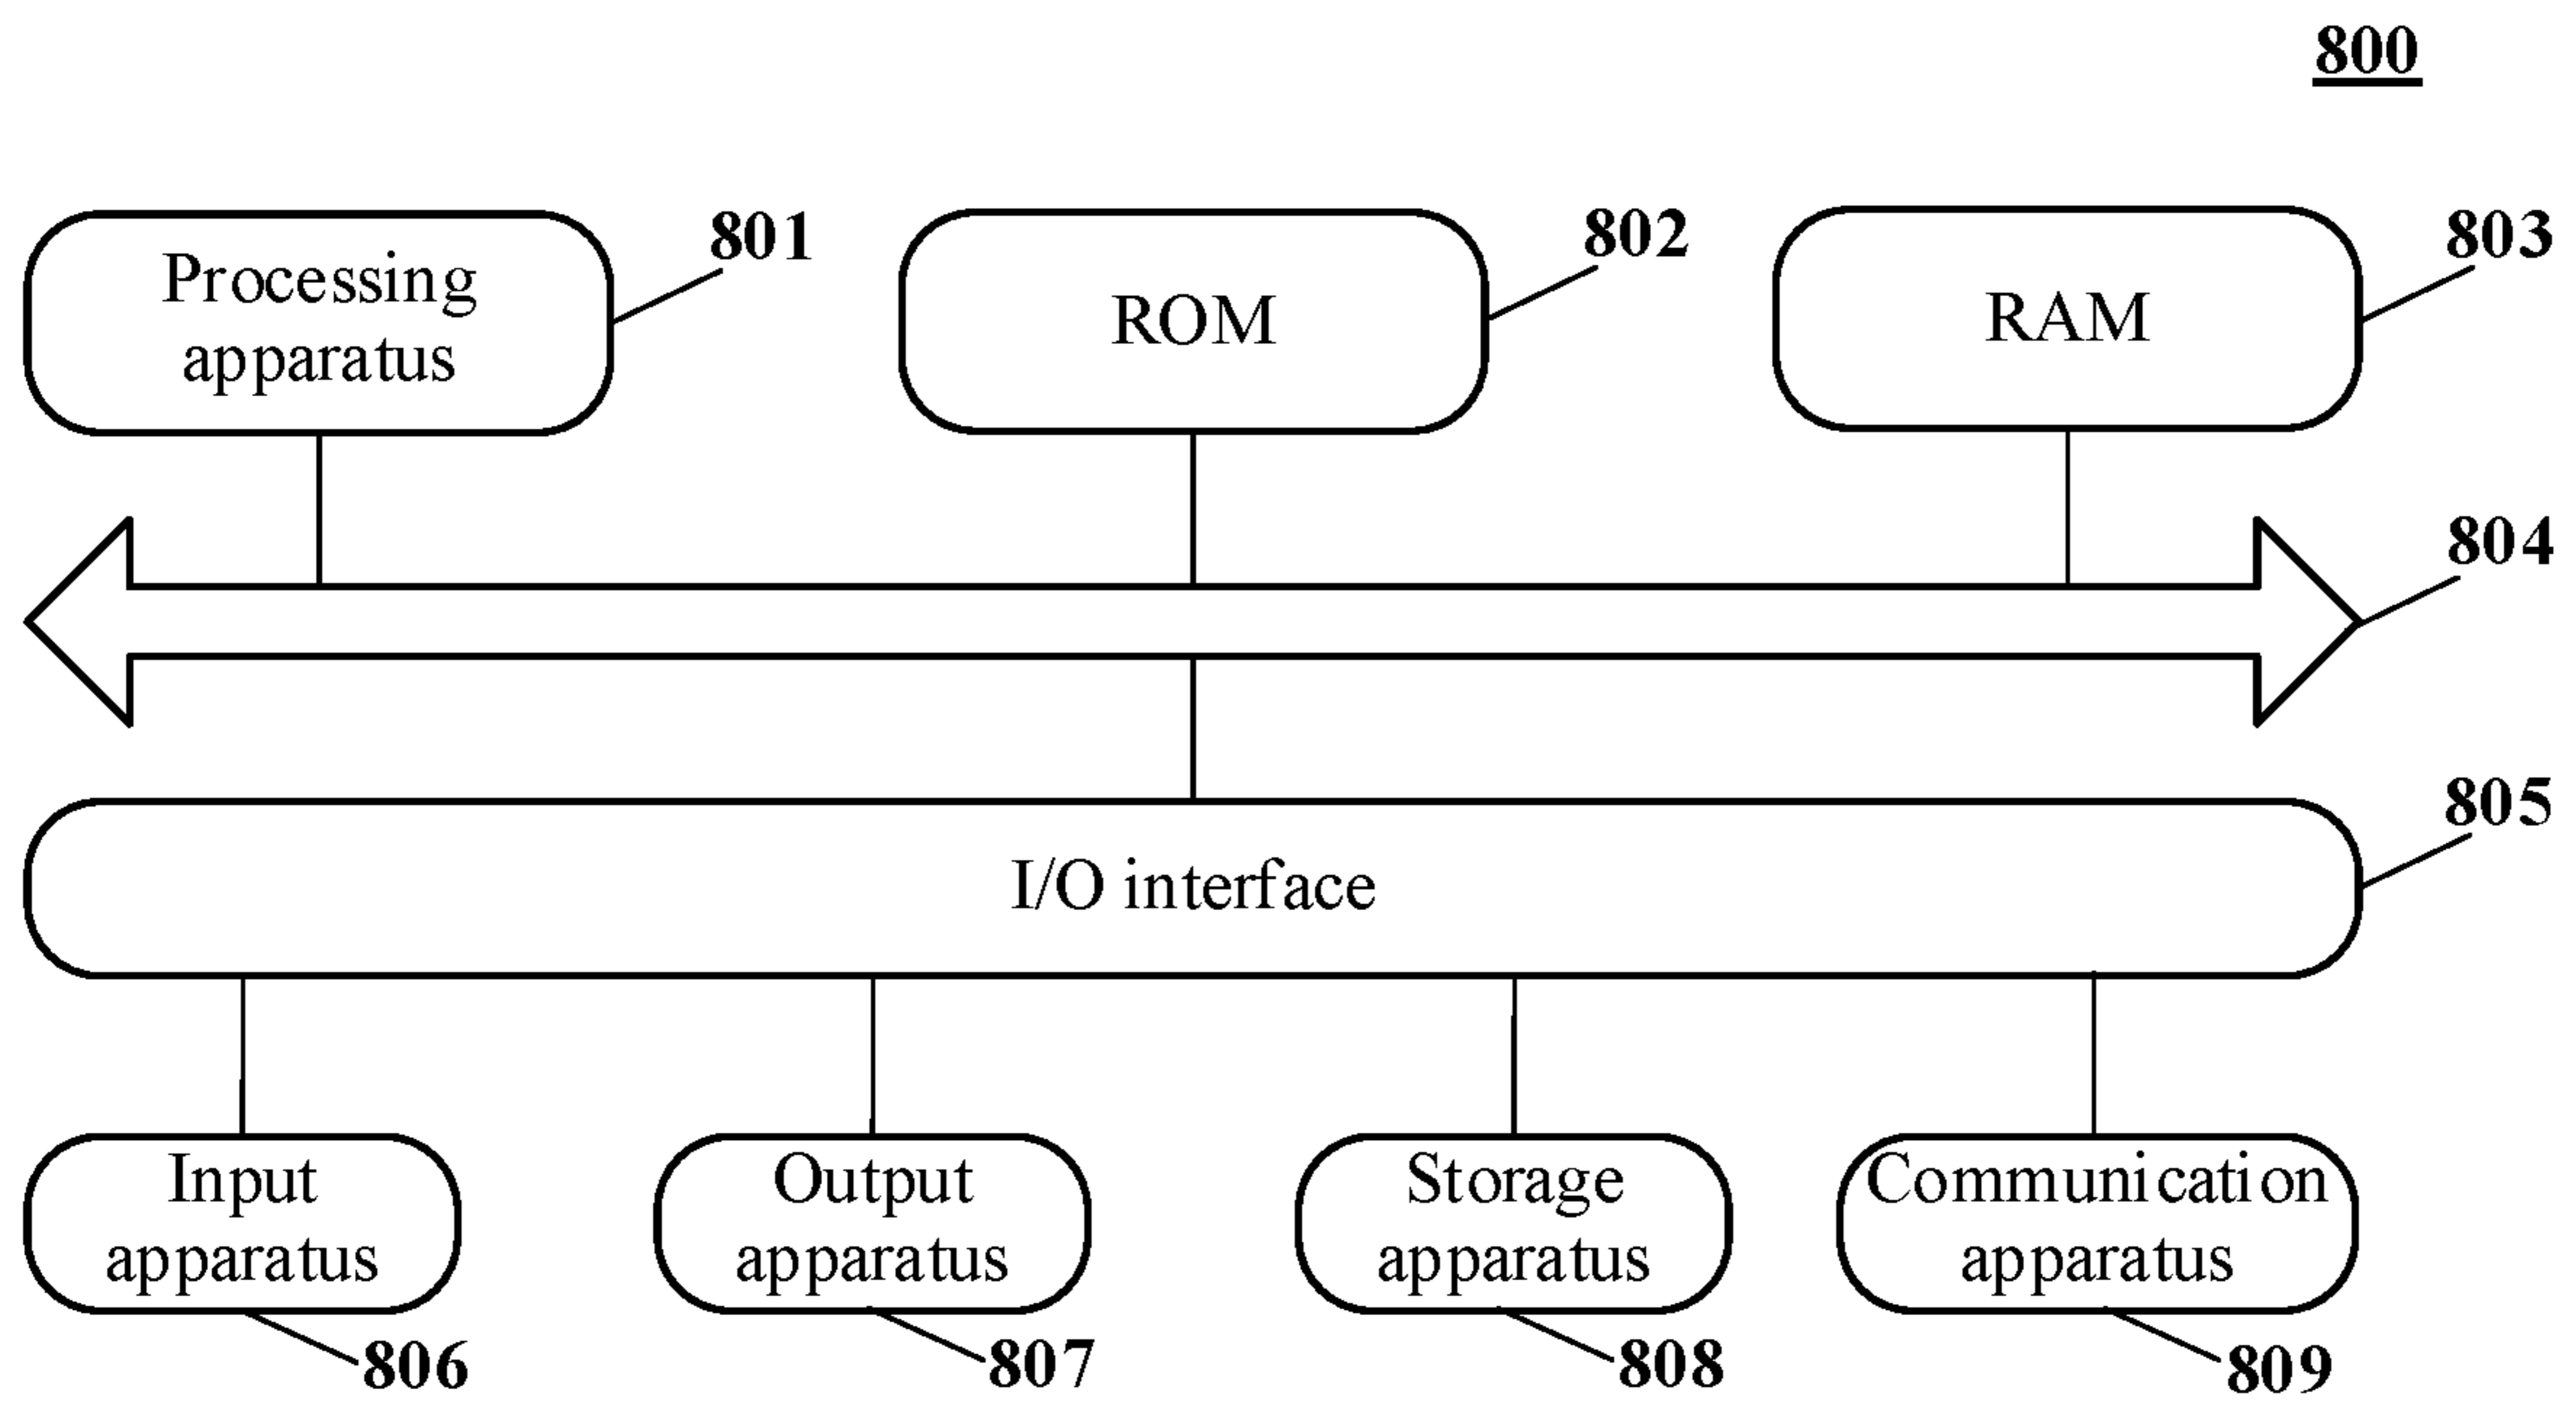 800
Processing
apparatus
801
ROM
802
RAM
803
804
I/O interface
805
Input
apparatus
806
Output
apparatus
807
Storage
apparatus
808
Communication
apparatus
809